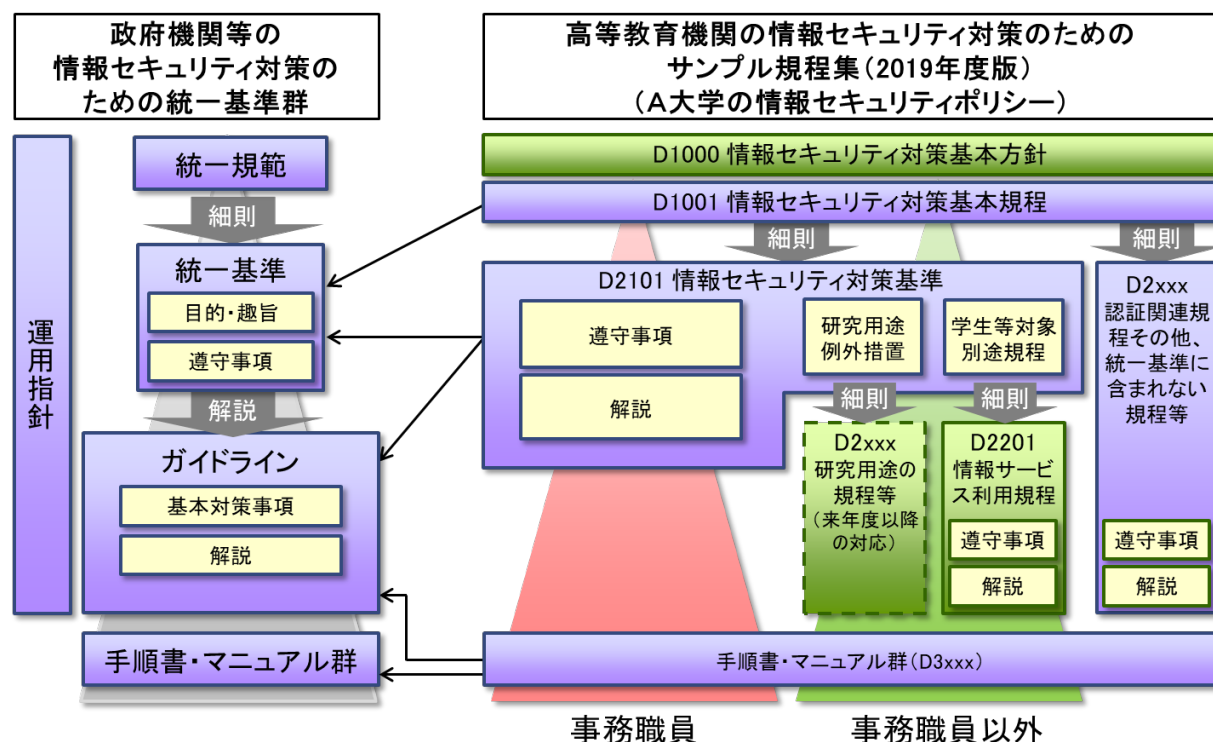 政府機関等の
情報セキュリティ対策の
ための統一基準群
高等教育機関の情報セキュリティ対策のための
サンプル規程集(2019年度版)
(A大学の情報セキュリティポリシー)
運用指針
統一規範
細則
統一基準
目的・趣旨
遵守事項
解説
ガイドライン
基本対策事項
解説
手順書・マニュアル群
D1000 情報セキュリティ対策基本方針
D1001 情報セキュリティ対策基本規程
細則
細則
D2101 情報セキュリティ対策基準
遵守事項
解説
研究用途
例外措置
学生等対象
別途規程
細則
細則
D2xxx
研究用途の
規程等
(来年度以降
の対応)
D2201
情報サービ
ス利用規程
遵守事項
解説
D2xxx
認証関連規
程その他、
統一基準に
含まれない
規程等
遵守事項
解説
手順書・マニュアル群(D3xxx)
事務職員
事務職員以外